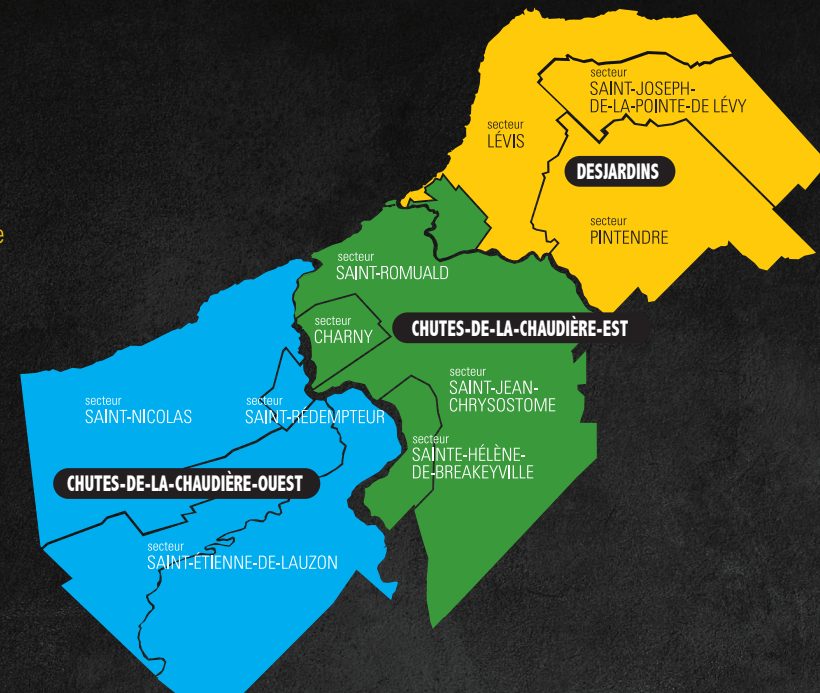 secteur
SAINT-JOSEPH-
DE-LA-POINTE-DE LÉVY
secteur
LÉVIS
DESJARDINS
secteur
PINTENDRE
e
secteur
SAINT-ROMUALD
secteur
CHARNY
CHUTES-DE-LA-CHAUDIÈRE-EST
secteur
SAINT-JEAN-
CHRYSOSTOME
secteur
SAINT-NICOLAS
secteur
SAINT-RÉDEMPTEUR
secteur
SAINTE-HÉLÈNE-
DE-BREAKEYVILLE
CHUTES-DE-LA-CHAUDIÈRE-OUEST
secteur
SAINT-ÉTIENNE-DE-LAUZON